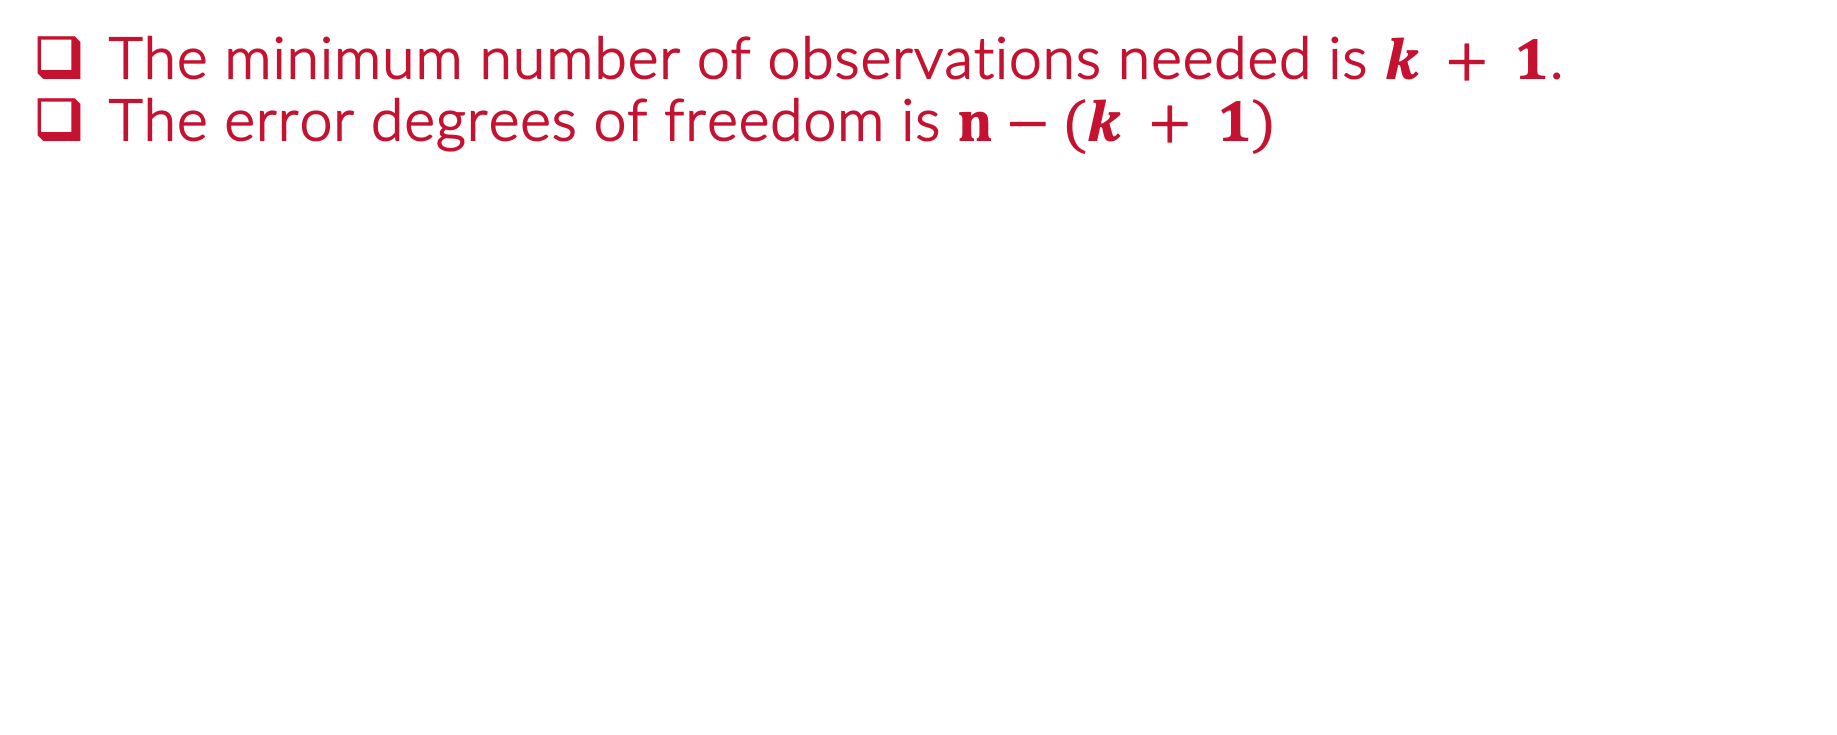 ❑ The minimum number of observations needed is k + 1.
❑ The error degrees of freedom is n − (k + 1)